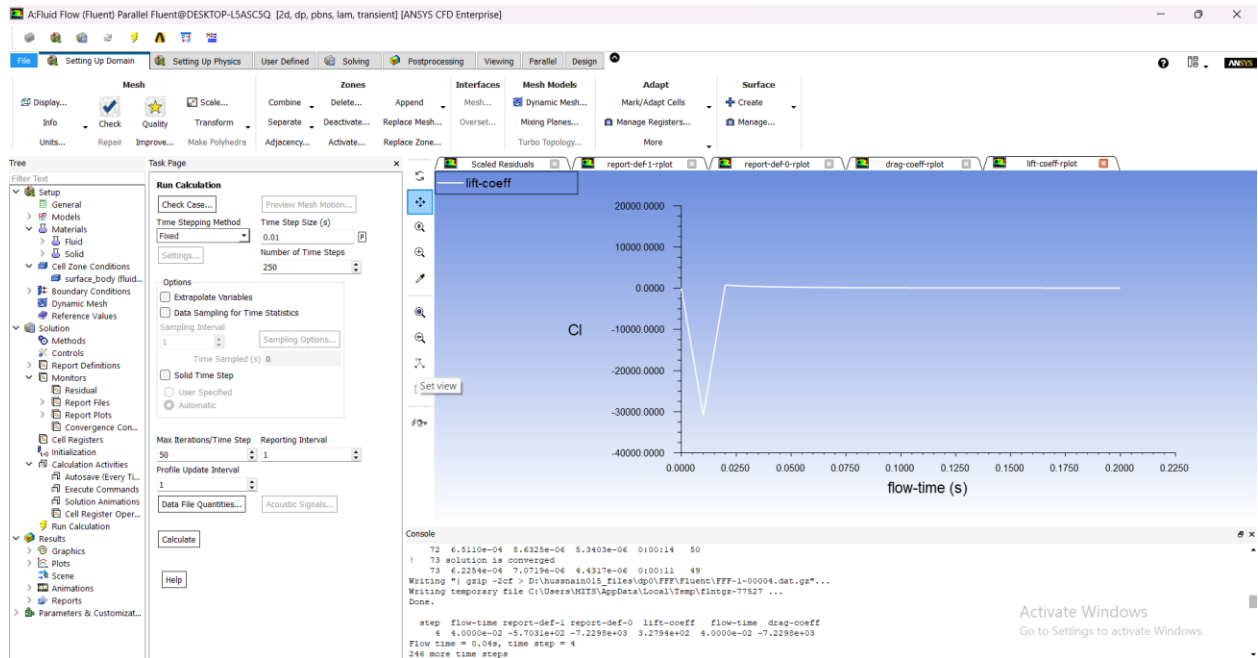 A:Fluid Flow (Fluent) Parallel Fluent@DESKTOP-L5ASC5Q [2d, dp, pbns, lam, transient] [ANSYS CFD Enterprise]
File Setting Up Domain Setting Up Physics User Defined Solving Postprocessing Viewing Parallel Design
ANSYS
Mesh Zones Interfaces Mesh Models Adapt Surface
Display... Scale... Combine Delete... Append Mesh... Dynamic Mesh... Mark/Adapt Cells Create
Info Check Quality Transform Separate Deactivate... Replace Mesh... Overset... Mixing Planes... Manage Registers... Manage...
Units... Repair Improve... Make Polyhedra Adjacency... Activate... Replace Zone... Turbo Topology... More
Tree
Filter Text
Setup
General
Models
Materials
Fluid
Solid
Cell Zone Conditions
surface_body (fluid...
Boundary Conditions
Dynamic Mesh
Reference Values
Solution
Methods
Controls
Report Definitions
Monitors
Residual
Report Files
Report Plots
Convergence Con...
Cell Registers
Initialization
Calculation Activities
Autosave (Every Ti...
Execute Commands
Solution Animations
Cell Register Oper...
Run Calculation
Results
Graphics
Plots
Scene
Animations
Reports
Parameters & Customizat...
Task Page
Run Calculation
Check Case... Preview Mesh Motion...
Time Stepping Method Time Step Size (s)
Fixed 0.01 P
Settings... Number of Time Steps
250
Options
Extrapolate Variables
Data Sampling for Time Statistics
Sampling Interval
1 Sampling Options...
Time Sampled (s) 0
Solid Time Step
User Specified
Automatic
Max Iterations/Time Step Reporting Interval
50 1
Profile Update Interval
1
Data File Quantities... Acoustic Signals...
Calculate
Help
Scaled Residuals report-def-1-rplot report-def-0-rplot drag-coeff-rplot lift-coeff-rplot
lift-coeff
20000.0000
10000.0000
0.0000
-10000.0000
-20000.0000
-30000.0000
-40000.0000
Cl
0.0000 0.0250 0.0500 0.0750 0.1000 0.1250 0.1500 0.1750 0.2000 0.2250
flow-time (s)
Set view
Console
72 6.5110e-04 8.6325e-06 5.3403e-06 0:00:14 50
! 73 solution is converged
73 6.2254e-04 7.0719e-06 4.4317e-06 0:00:11 49
Writing "| gzip -2cf > D:\hussnain015_files\dp0\FFF\Fluent\FFF-1-00004.dat.gz"...
Writing temporary file C:\Users\MITS\AppData\Local\Temp\flntgz-77527 ...
Done.
step flow-time report-def-1 report-def-0 lift-coeff flow-time drag-coeff
4 4.0000e-02 -5.7031e+02 -7.2298e+03 3.2794e+02 4.0000e-02 -7.2298e+03
Flow time = 0.04s, time step = 4
246 more time steps
Activate Windows
Go to Settings to activate Windows.